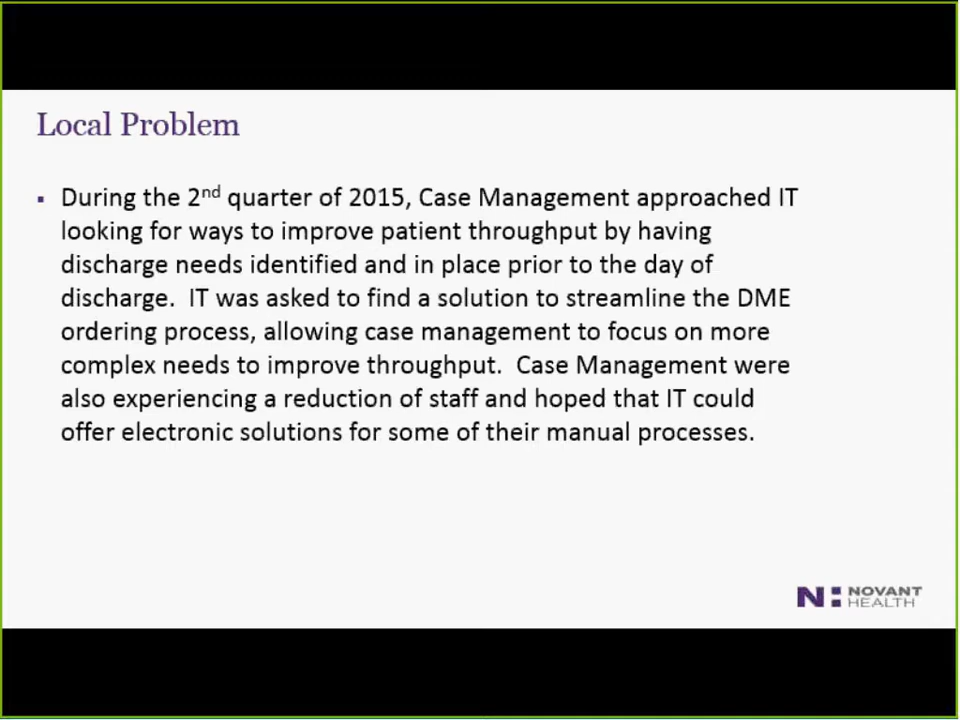 Local Problem
▪ During the 2nd quarter of 2015, Case Management approached IT
looking for ways to improve patient throughput by having
discharge needs identified and in place prior to the day of
discharge.  IT was asked to find a solution to streamline the DME
ordering process, allowing case management to focus on more
complex needs to improve throughput.  Case Management were
also experiencing a reduction of staff and hoped that IT could
offer electronic solutions for some of their manual processes.
N NOVANT
HEALTH